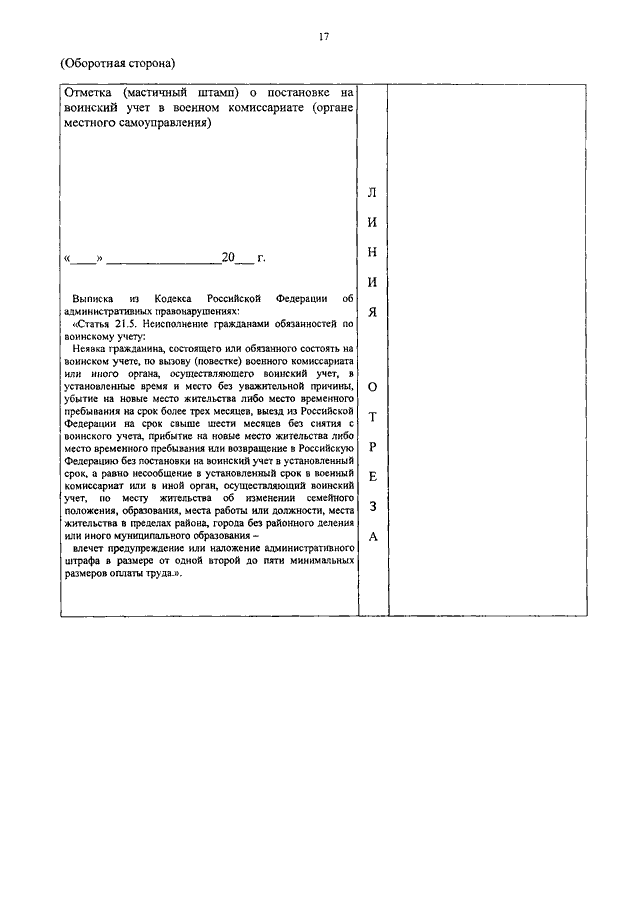 17
(Оборотная сторона)
Отметка (мастичный штамп) о постановке на
воинский учет в военном комиссариате (органе
местного самоуправления)
«____» ____________________20___ г.
Выписка из Кодекса Российской Федерации об
административных правонарушениях:
«Статья 21.5. Неисполнение гражданами обязанностей по
воинскому учету:
Неявка гражданина, состоящего или обязанного состоять на
воинском учете, по вызову (повестке) военного комиссариата
или иного органа, осуществляющего воинский учет, в
установленные время и место без уважительной причины,
убытие на новые место жительства либо место временного
пребывания на срок более трех месяцев, выезд из Российской
Федерации на срок свыше шести месяцев без снятия с
воинского учета, прибытие на новые место жительства либо
место временного пребывания или возвращение в Российскую
Федерацию без постановки на воинский учет в установленный
срок, а равно несообщение в установленный срок в военный
комиссариат или в иной орган, осуществляющий воинский
учет, по месту жительства об изменении семейного
положения, образования, места работы или должности, места
жительства в пределах района, города без районного деления
или иного муниципального образования –
влечет предупреждение или наложение административного
штрафа в размере от одной второй до пяти минимальных
размеров оплаты труда.».
Л
И
Н
И
Я
О
Т
Р
Е
З
А